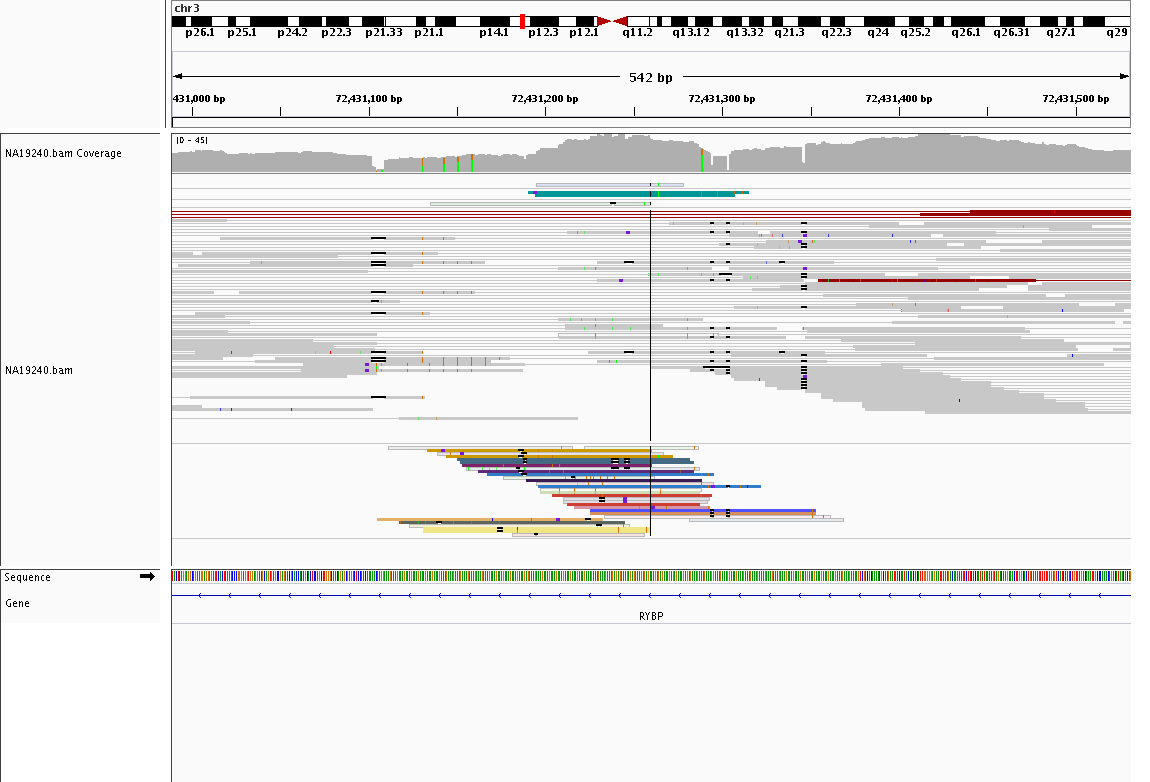 chr3
p26.1 p25.1 p24.2 p22.3 p21.33 p21.1 p14.1 p12.3 p12.1 q11.2 q13.12 q13.32 q21.3 q22.3 q24 q25.2 q26.1 q26.31 q27.1 q29
542 bp
431,000 bp 72,431,100 bp 72,431,200 bp 72,431,300 bp 72,431,400 bp 72,431,500 bp
NA19240.bam Coverage
[0 - 45]
NA19240.bam
Sequence
Gene
RYBP